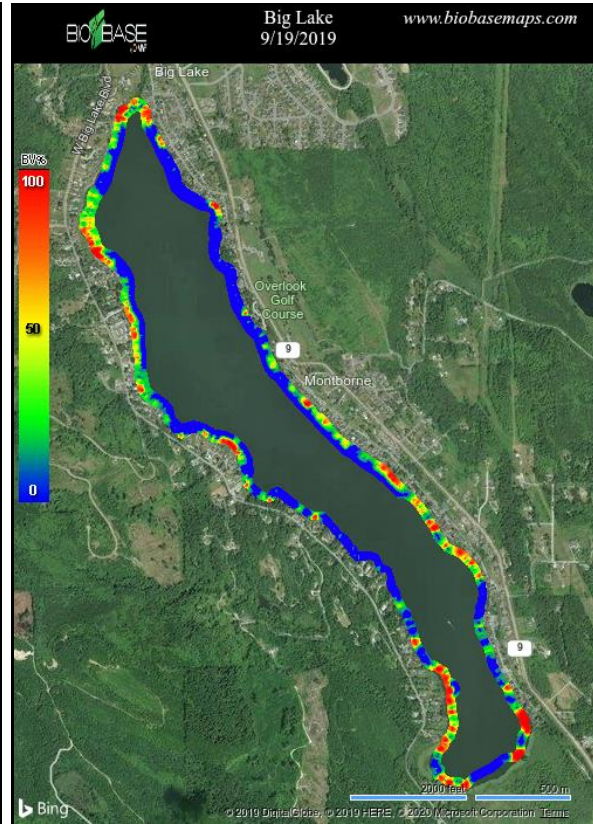 BIOBASE
Big Lake
9/19/2019
www.biobasemaps.com
Big Lake
W Big Lake Blvd
BV%
100
50
0
Overlook
Golf
Course
9
Montborne
9
2000 feet
500 m
Bing
© 2019 DigitalGlobe, © 2019 HERE, © 2020 Microsoft Corporation Terms